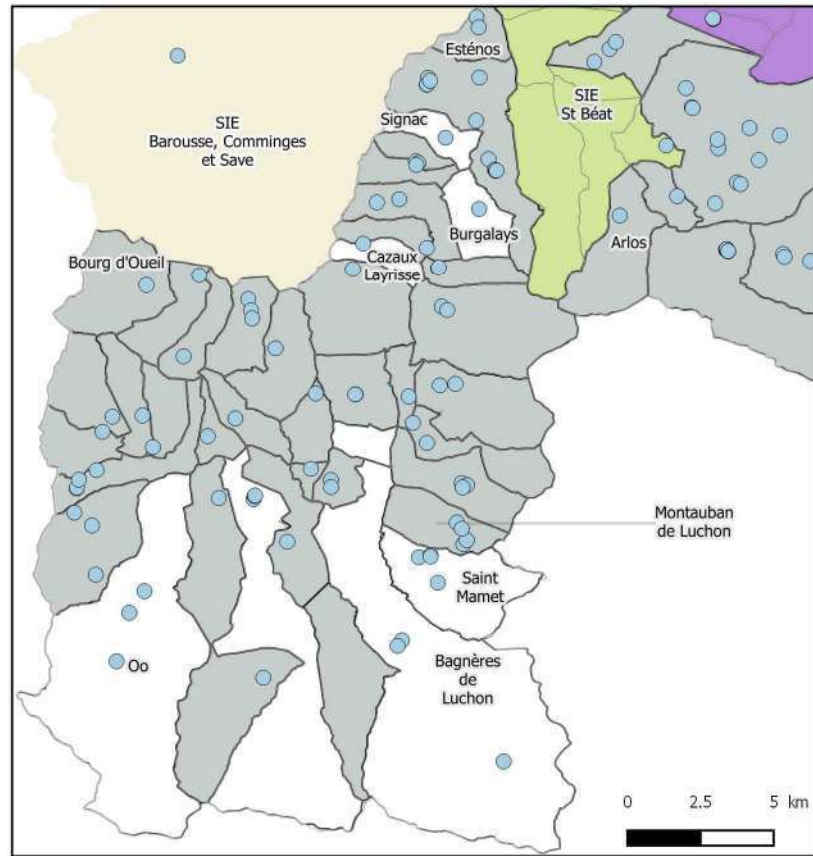 Esténos
SIE
St Béat
Signac
SIE
Barousse, Comminges
et Save
Burgalays
Arlos
Bourg d'Oueil
Cazaux
Layrisse
Montauban
de Luchon
Saint
Mamet
Oo
Bagnères
de
Luchon
0 2.5 5 km